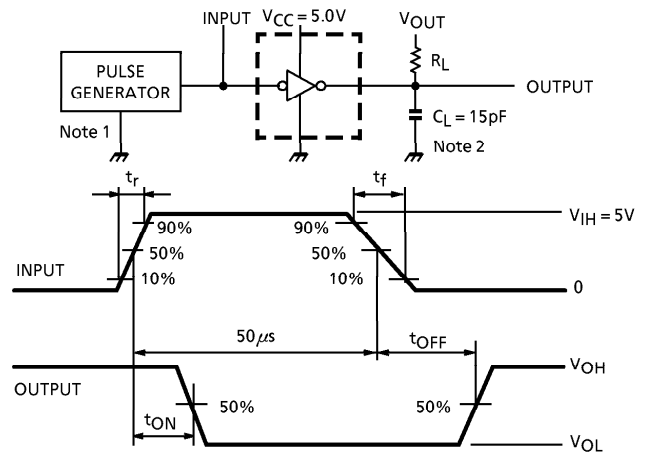 INPUT
VCC = 5.0V
VOUT
RL
PULSE
GENERATOR
OUTPUT
CL = 15pF
Note 1
Note 2
tr
tf
VIH = 5V
90%
90%
50%
50%
INPUT
10%
10%
0
50μs
tOFF
VOH
OUTPUT
50%
50%
tON
VOL